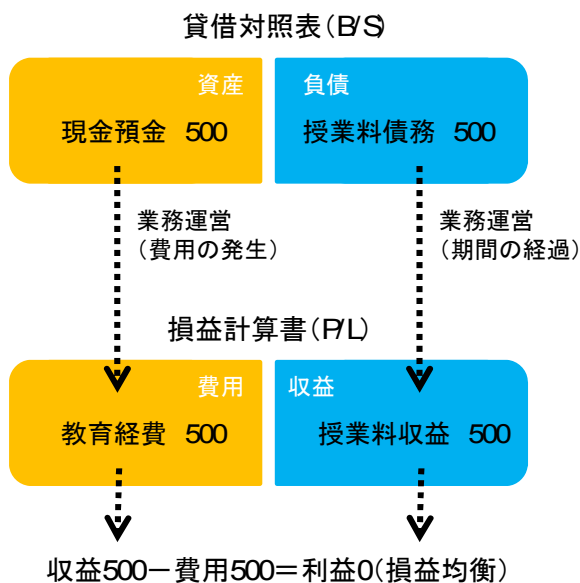 貸借対照表(B/S)
資産
負債
現金預金 500
授業料債務 500
業務運営
(費用の発生)
業務運営
(期間の経過)
損益計算書(P/L)
費用
収益
教育経費 500
授業料収益 500
収益500-費用500=利益0(損益均衡)